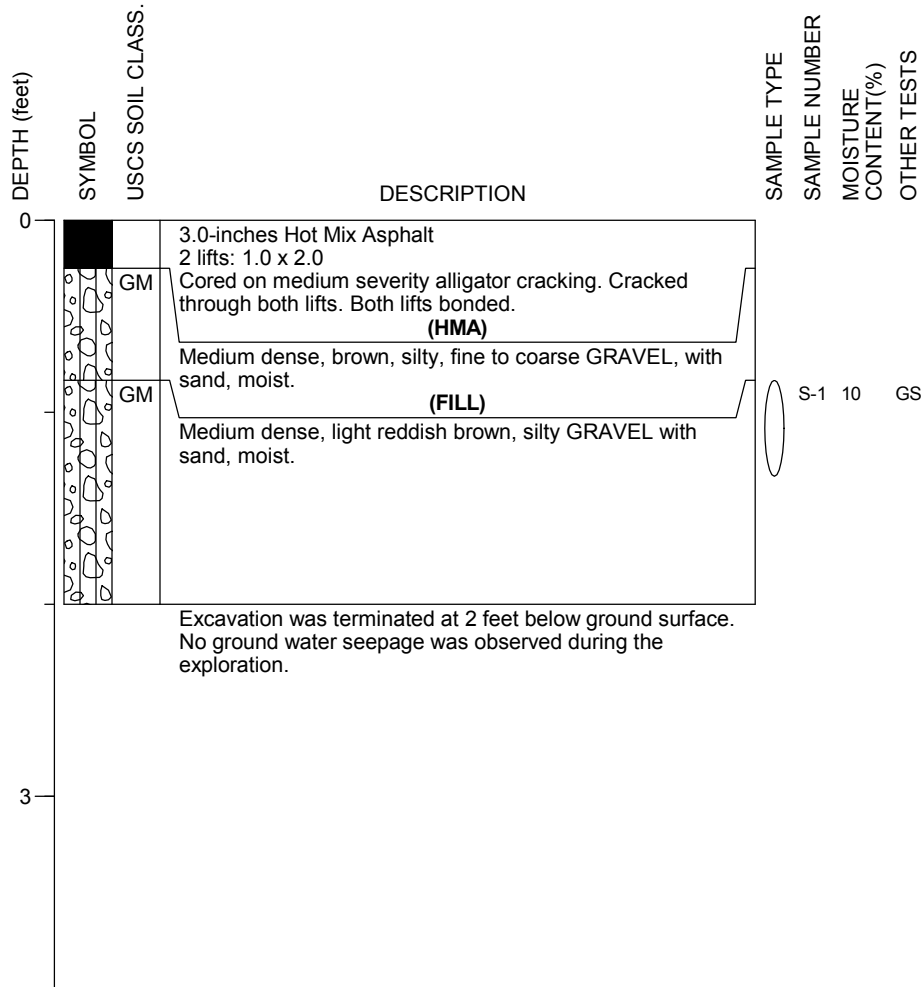 DEPTH (feet)
SYMBOL
USCS SOIL CLASS.
DESCRIPTION
SAMPLE TYPE
SAMPLE NUMBER
MOISTURE
CONTENT(%)
OTHER TESTS
0
3.0-inches Hot Mix Asphalt
2 lifts: 1.0 x 2.0
GM
Cored on medium severity alligator cracking. Cracked
through both lifts. Both lifts bonded.
(HMA)
Medium dense, brown, silty, fine to coarse GRAVEL, with
sand, moist.
GM
(FILL)
S-1 10 GS
Medium dense, light reddish brown, silty GRAVEL with
sand, moist.
Excavation was terminated at 2 feet below ground surface.
No ground water seepage was observed during the
exploration.
3